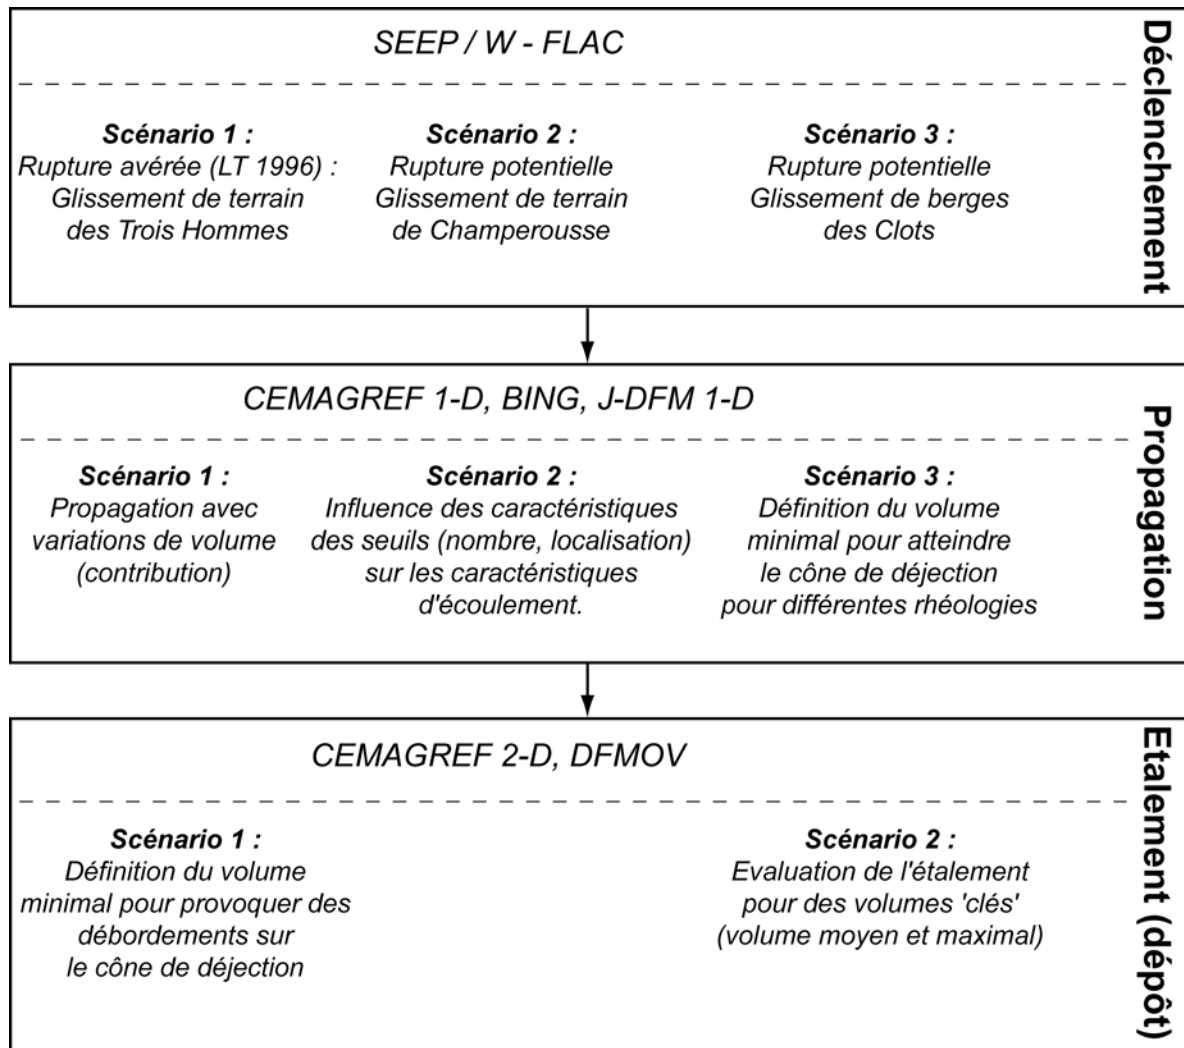 SEEP / W - FLAC
Déclenchement
Scénario 1 :
Rupture avérée (LT 1996) :
Glissement de terrain
des Trois Hommes
Scénario 2 :
Rupture potentielle
Glissement de terrain
de Champerousse
Scénario 3 :
Rupture potentielle
Glissement de berges
des Clots
CEMAGREF 1-D, BING, J-DFM 1-D
Propagation
Scénario 1 :
Propagation avec
variations de volume
(contribution)
Scénario 2 :
Influence des caractéristiques
des seuils (nombre, localisation)
sur les caractéristiques
d'écoulement.
Scénario 3 :
Définition du volume
minimal pour atteindre
le cône de déjection
pour différentes rhéologies
CEMAGREF 2-D, DFMOV
Etalement (dépôt)
Scénario 1 :
Définition du volume
minimal pour provoquer des
débordements sur
le cône de déjection
Scénario 2 :
Evaluation de l'étalement
pour des volumes 'clés'
(volume moyen et maximal)